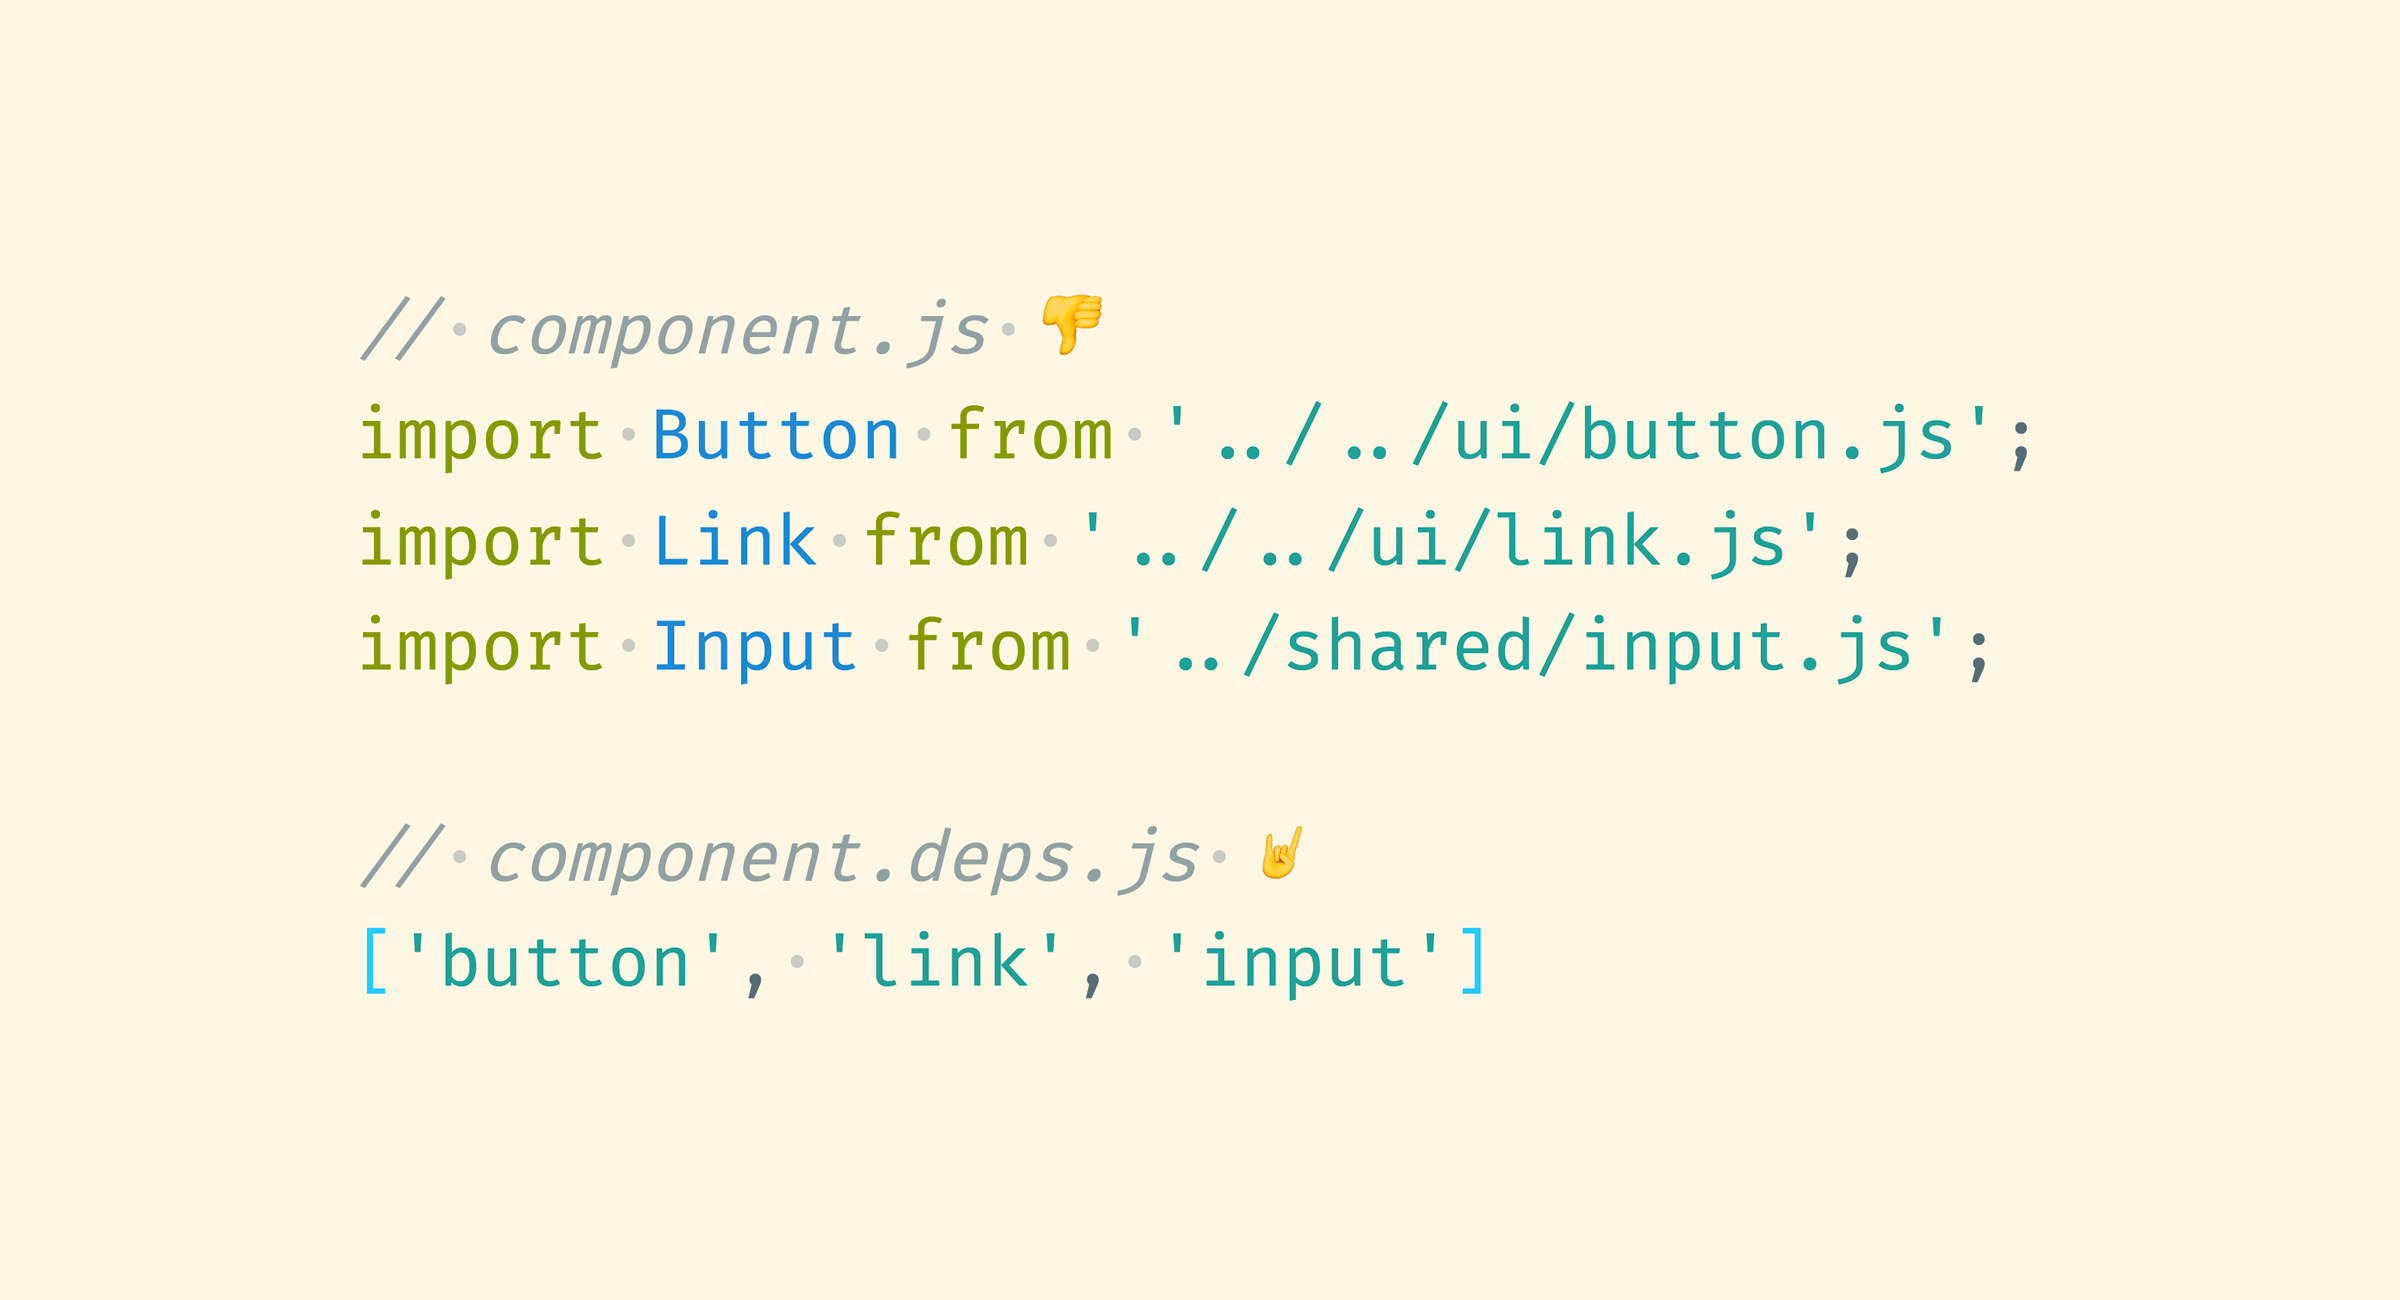 // component.js 👎
import Button from '../../ui/button.js';
import Link from '../../ui/link.js';
import Input from '../shared/input.js';
// component.deps.js 🤘
['button', 'link', 'input']